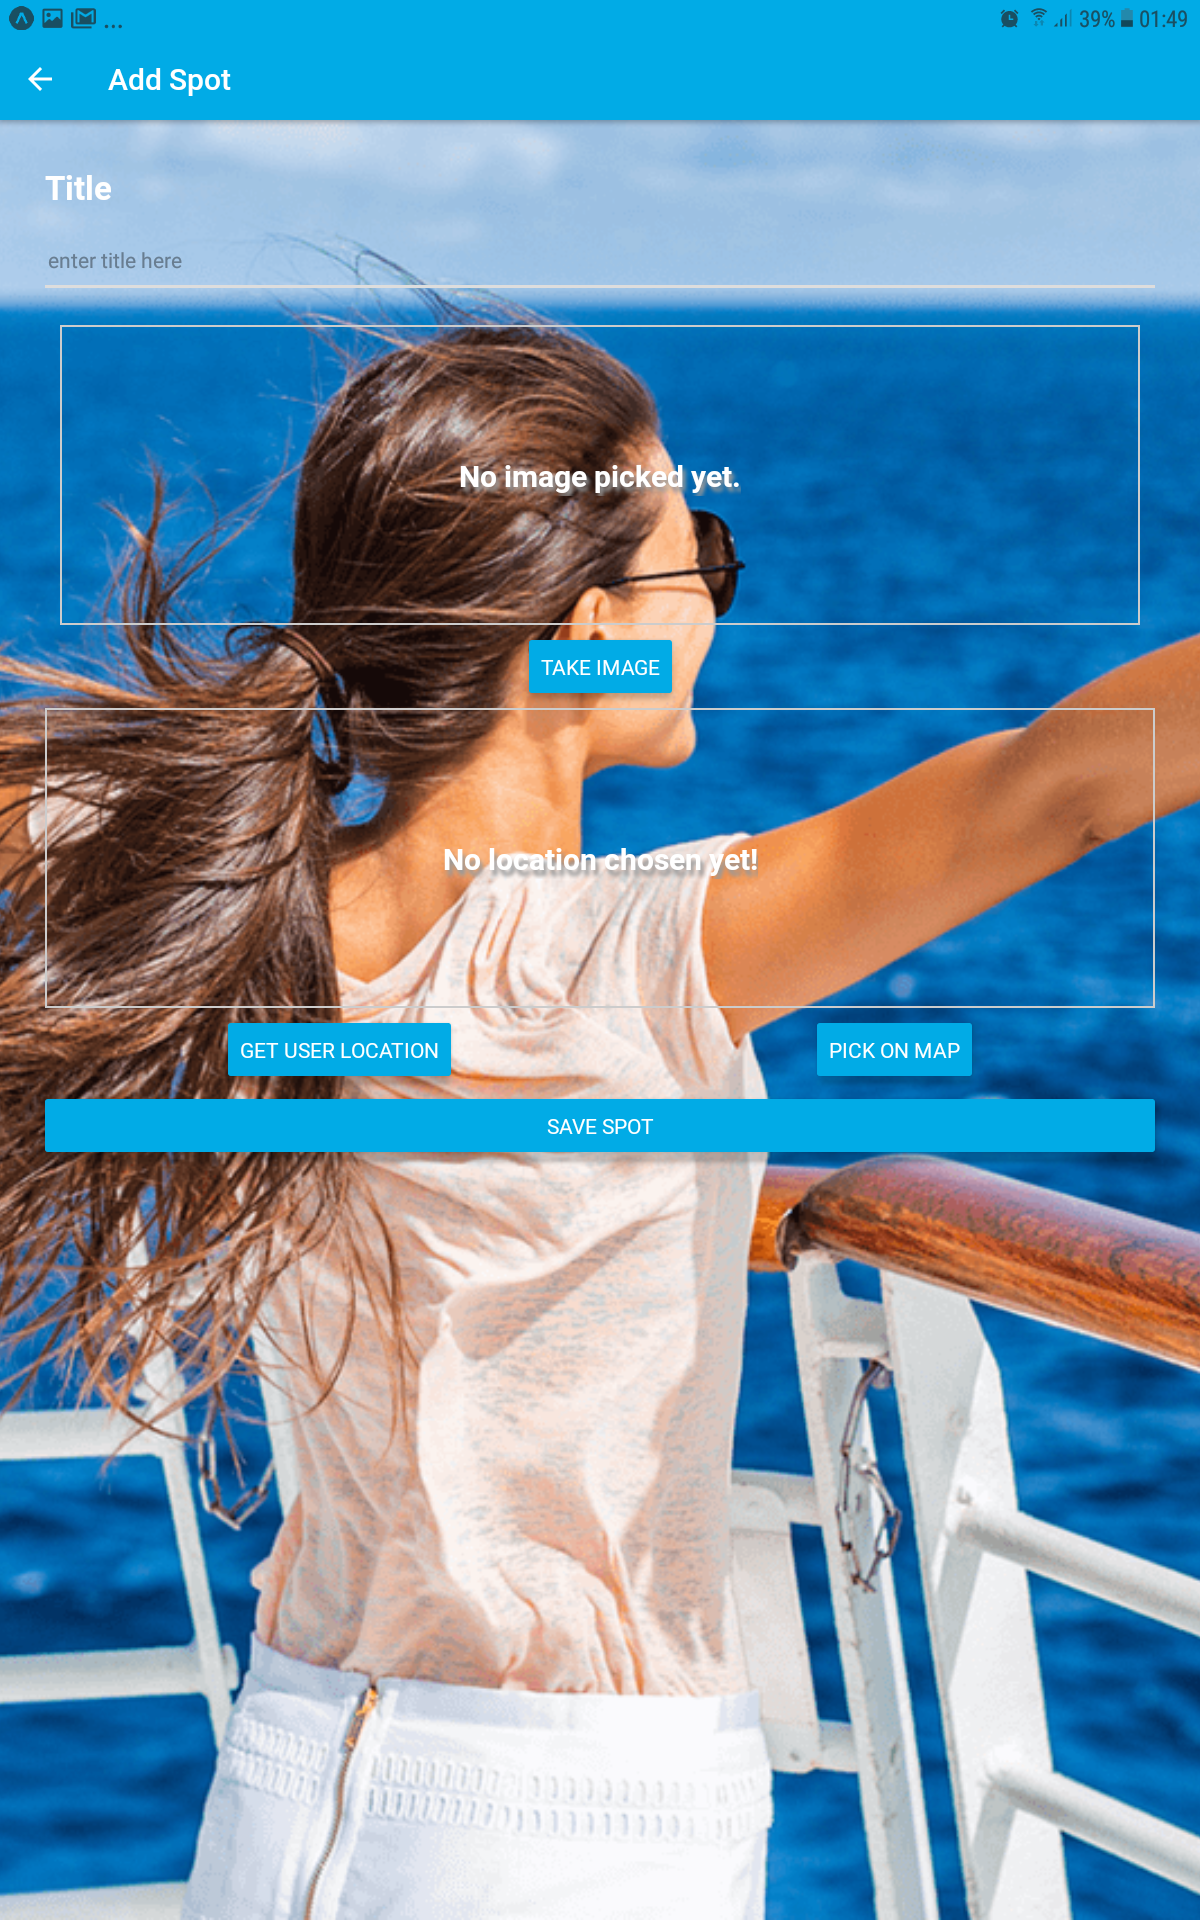 ... 39% 01:49
Add Spot
Title
enter title here
No image picked yet.
TAKE IMAGE
No location chosen yet!
GET USER LOCATION PICK ON MAP
SAVE SPOT